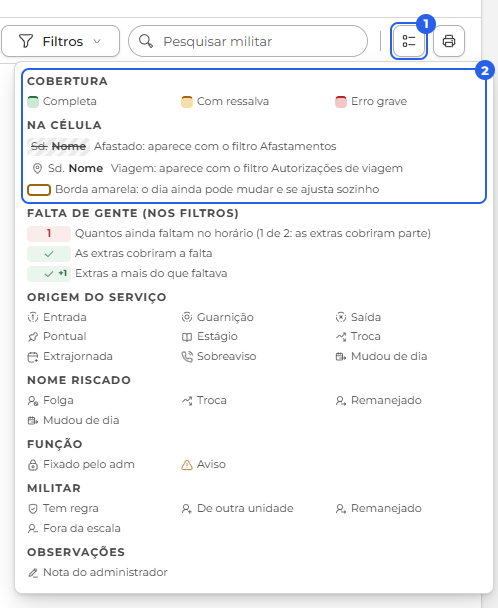 Filtros
Pesquisar militar
1
2
COBERTURA
Completa Com ressalva Erro grave
NA CÉLULA
Sd. Nome Afastado: aparece com o filtro Afastamentos
Sd. Nome Viagem: aparece com o filtro Autorizações de viagem
Borda amarela: o dia ainda pode mudar e se ajusta sozinho
FALTA DE GENTE (NOS FILTROS)
1 Quantos ainda faltam no horário (1 de 2: as extras cobriram parte)
As extras cobriram a falta
+1 Extras a mais do que faltava
ORIGEM DO SERVIÇO
Entrada Guarnição Saída
Pontual Estágio Troca
Extrajornada Sobreaviso Mudou de dia
NOME RISCADO
Folga Troca Remanejado
Mudou de dia
FUNÇÃO
Fixado pelo adm Aviso
MILITAR
Tem regra De outra unidade Remanejado
Fora da escala
OBSERVAÇÕES
Nota do administrador